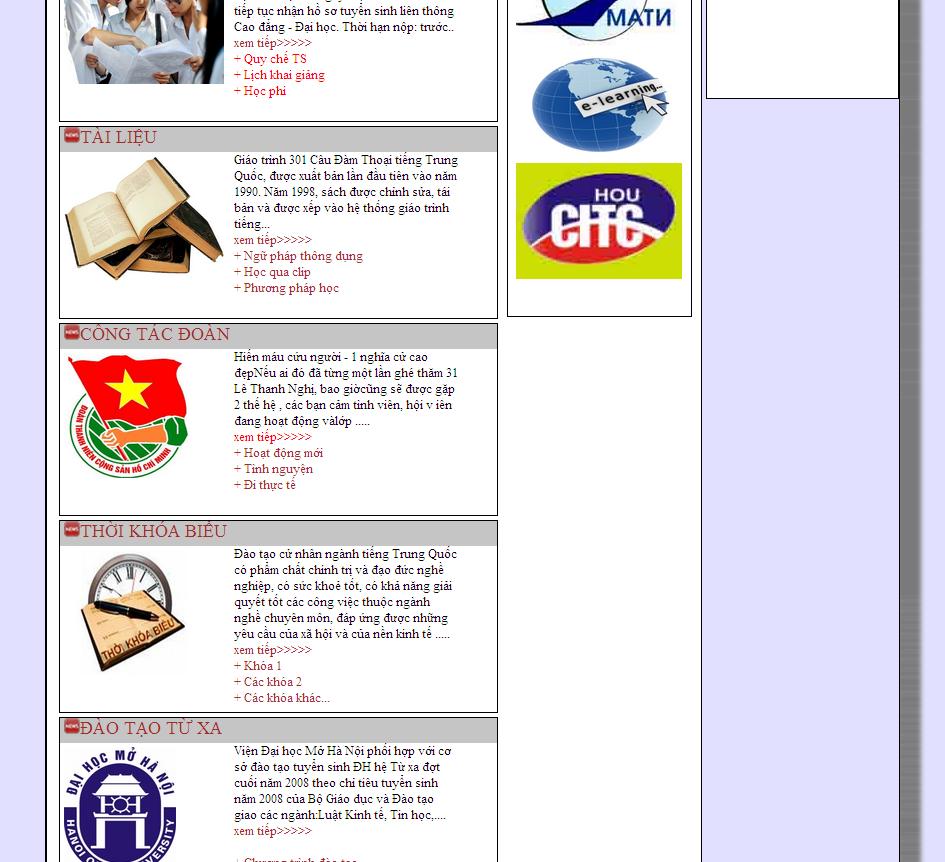 tiếp tục nhận hồ sơ tuyển sinh liên thông
Cao đẳng - Đại học. Thời hạn nộp: trước..
xem tiếp>>>>>
+ Quy chế TS
+ Lịch khai giảng
+ Học phí
NEWS TÀI LIỆU
Giáo trình 301 Câu Đàm Thoại tiếng Trung
Quốc, được xuất bản lần đầu tiên vào năm
1990. Năm 1998, sách được chỉnh sửa, tái
bản và được xếp vào hệ thống giáo trình
tiếng...
xem tiếp>>>>>
+ Ngữ pháp thông dụng
+ Học qua clip
+ Phương pháp học
NEWS CÔNG TÁC ĐOÀN
ĐOÀN THANH NIÊN CỘNG SẢN HỒ CHÍ MINH
Hiến máu cứu người - 1 nghĩa cử cao
đẹpNếu ai đó đã từng một lần ghé thăm 31
Lê Thanh Nghị, bao giờcũng sẽ được gặp
2 thế hệ , các bạn cảm tình viên, hội v iên
đang hoạt động vàlớp .....
xem tiếp>>>>>
+ Hoạt động mới
+ Tình nguyện
+ Đi thực tế
NEWS THỜI KHÓA BIỂU
THỜI KHÓA BIỂU
Đào tạo cử nhân ngành tiếng Trung Quốc
có phẩm chất chính trị và đạo đức nghề
nghiệp, có sức khoẻ tốt, có khả năng giải
quyết tốt các công việc thuộc ngành
nghề chuyên môn, đáp ứng được những
yêu cầu của xã hội và của nền kinh tế .....
xem tiếp>>>>>
+ Khóa 1
+ Các khóa 2
+ Các khóa khác...
NEWS ĐÀO TẠO TỪ XA
ĐẠI HỌC MỞ HÀ NỘI
Viện Đại học Mở Hà Nội phối hợp với cơ
sở đào tạo tuyển sinh ĐH hệ Từ xa đợt
cuối năm 2008 theo chỉ tiêu tuyển sinh
năm 2008 của Bộ Giáo dục và Đào tạo
giao các ngành:Luật Kinh tế, Tin học,....
xem tiếp>>>>>
+ Chương trình đào tạo
МАТИ
e-learning...
HOU
CITC